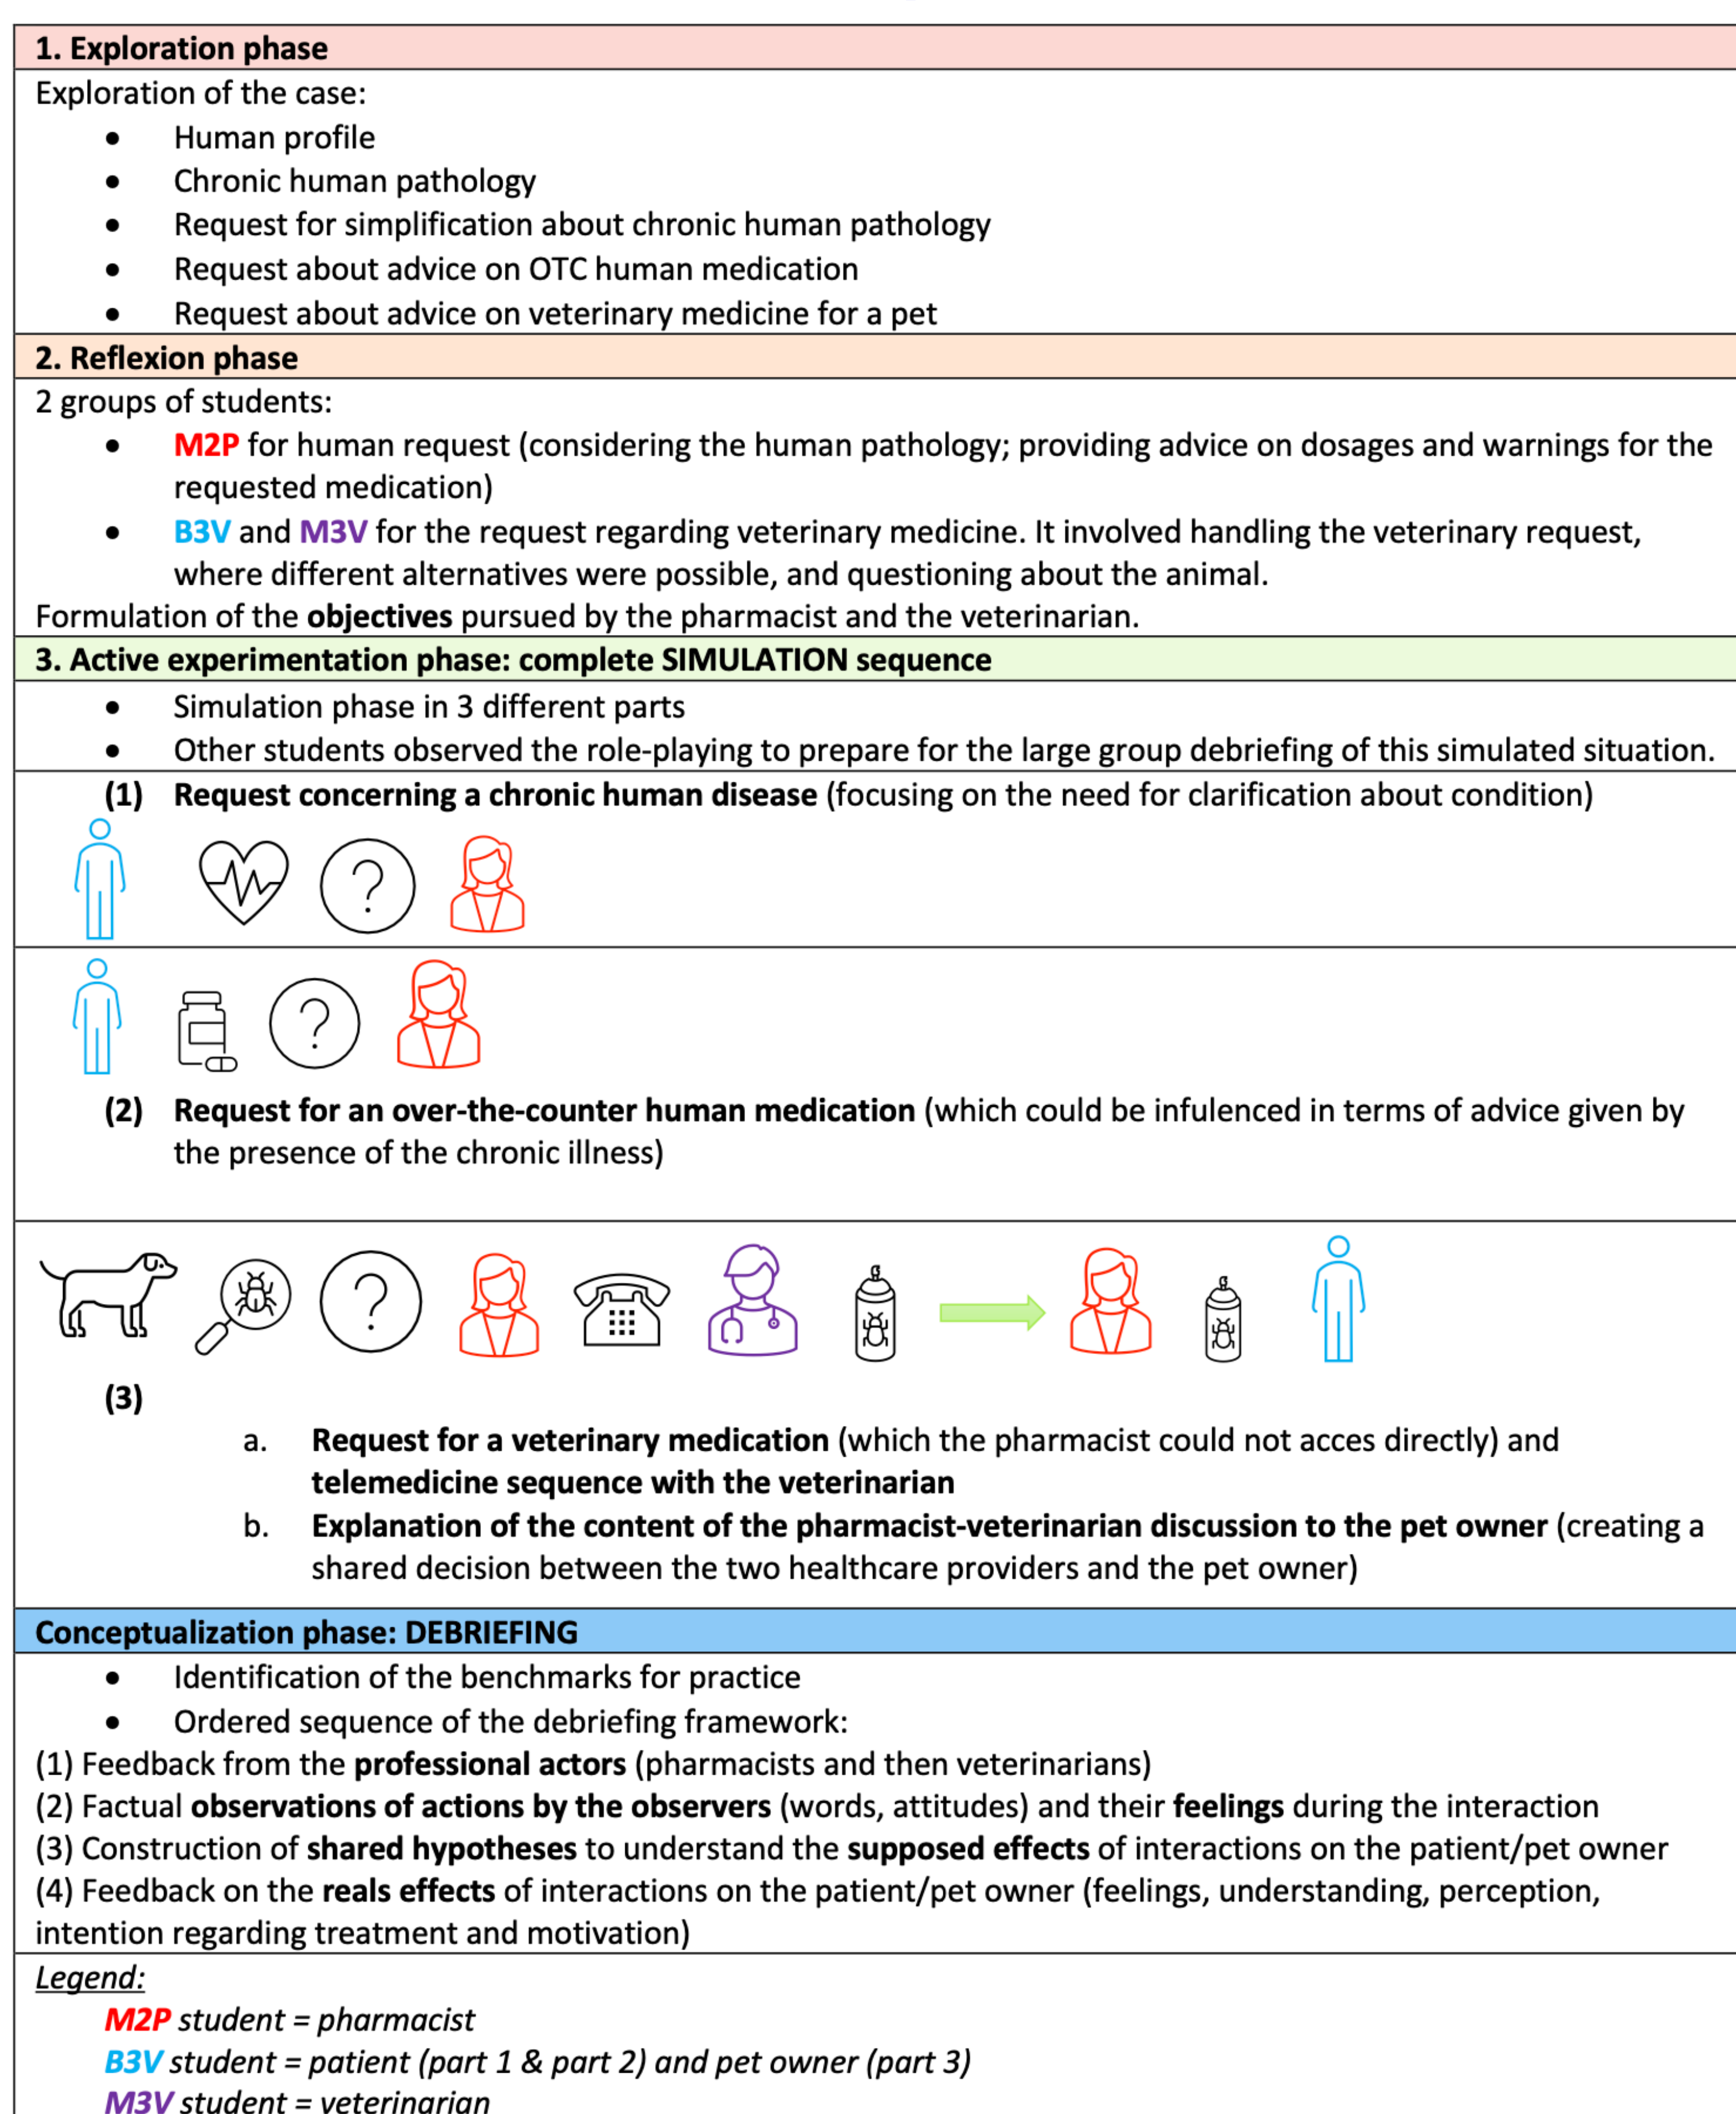 1. Exploration phase
Exploration of the case:
• Human profile
• Chronic human pathology
• Request for simplification about chronic human pathology
• Request about advice on OTC human medication
• Request about advice on veterinary medicine for a pet
2. Reflexion phase
2 groups of students:
• M2P for human request (considering the human pathology; providing advice on dosages and warnings for the
requested medication)
• B3V and M3V for the request regarding veterinary medicine. It involved handling the veterinary request,
where different alternatives were possible, and questioning about the animal.
Formulation of the objectives pursued by the pharmacist and the veterinarian.
3. Active experimentation phase: complete SIMULATION sequence
• Simulation phase in 3 different parts
• Other students observed the role-playing to prepare for the large group debriefing of this simulated situation.
(1) Request concerning a chronic human disease (focusing on the need for clarification about condition)
?
?
(2) Request for an over-the-counter human medication (which could be infulenced in terms of advice given by
the presence of the chronic illness)
?
(3)
a. Request for a veterinary medication (which the pharmacist could not acces directly) and
telemedicine sequence with the veterinarian
b. Explanation of the content of the pharmacist-veterinarian discussion to the pet owner (creating a
shared decision between the two healthcare providers and the pet owner)
Conceptualization phase: DEBRIEFING
• Identification of the benchmarks for practice
• Ordered sequence of the debriefing framework:
(1) Feedback from the professional actors (pharmacists and then veterinarians)
(2) Factual observations of actions by the observers (words, attitudes) and their feelings during the interaction
(3) Construction of shared hypotheses to understand the supposed effects of interactions on the patient/pet owner
(4) Feedback on the reals effects of interactions on the patient/pet owner (feelings, understanding, perception,
intention regarding treatment and motivation)
Legend:
M2P student = pharmacist
B3V student = patient (part 1 & part 2) and pet owner (part 3)
M3V student = veterinarian